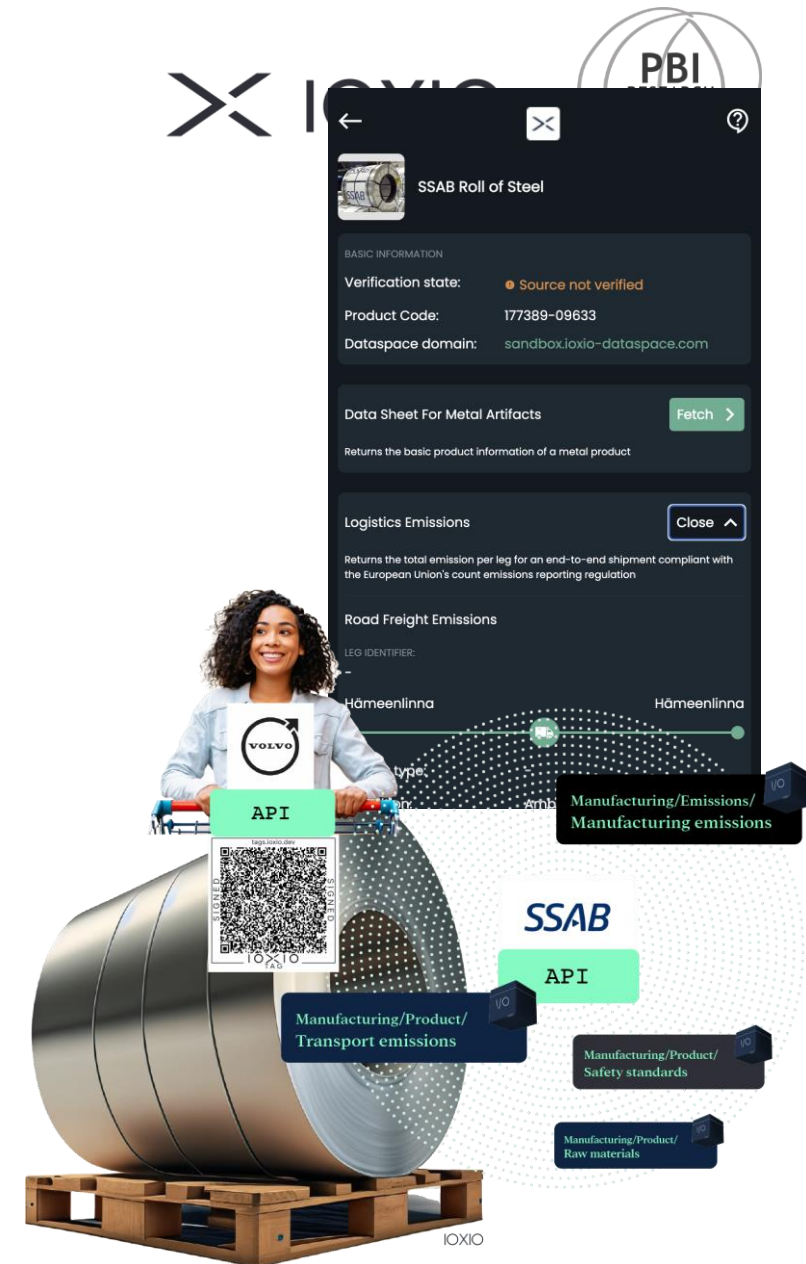 IOXIO
PBI
RESEARCH
SSAB Roll of Steel
BASIC INFORMATION
Verification state:
Source not verified
Product Code:
177389-09633
Dataspace domain:
sandbox.ioxio-dataspace.com
Data Sheet For Metal Artifacts
Fetch
Returns the basic product information of a metal product
Logistics Emissions
Close
Returns the total emission per leg for an end-to-end shipment compliant with
the European Union's count emissions reporting regulation
Road Freight Emissions
LEG IDENTIFIER:
-
Hämeenlinna
Hämeenlinna
type:
-
Amb
VOLVO
API
tags.ioxio.dev
SIGNED
SIGNED
IOXIO
TAG
I/O
Manufacturing/Emissions/
Manufacturing emissions
SSAB
API
I/O
Manufacturing/Product/
Transport emissions
I/O
Manufacturing/Product/
Safety standards
I/O
Manufacturing/Product/
Raw materials
IOXIO